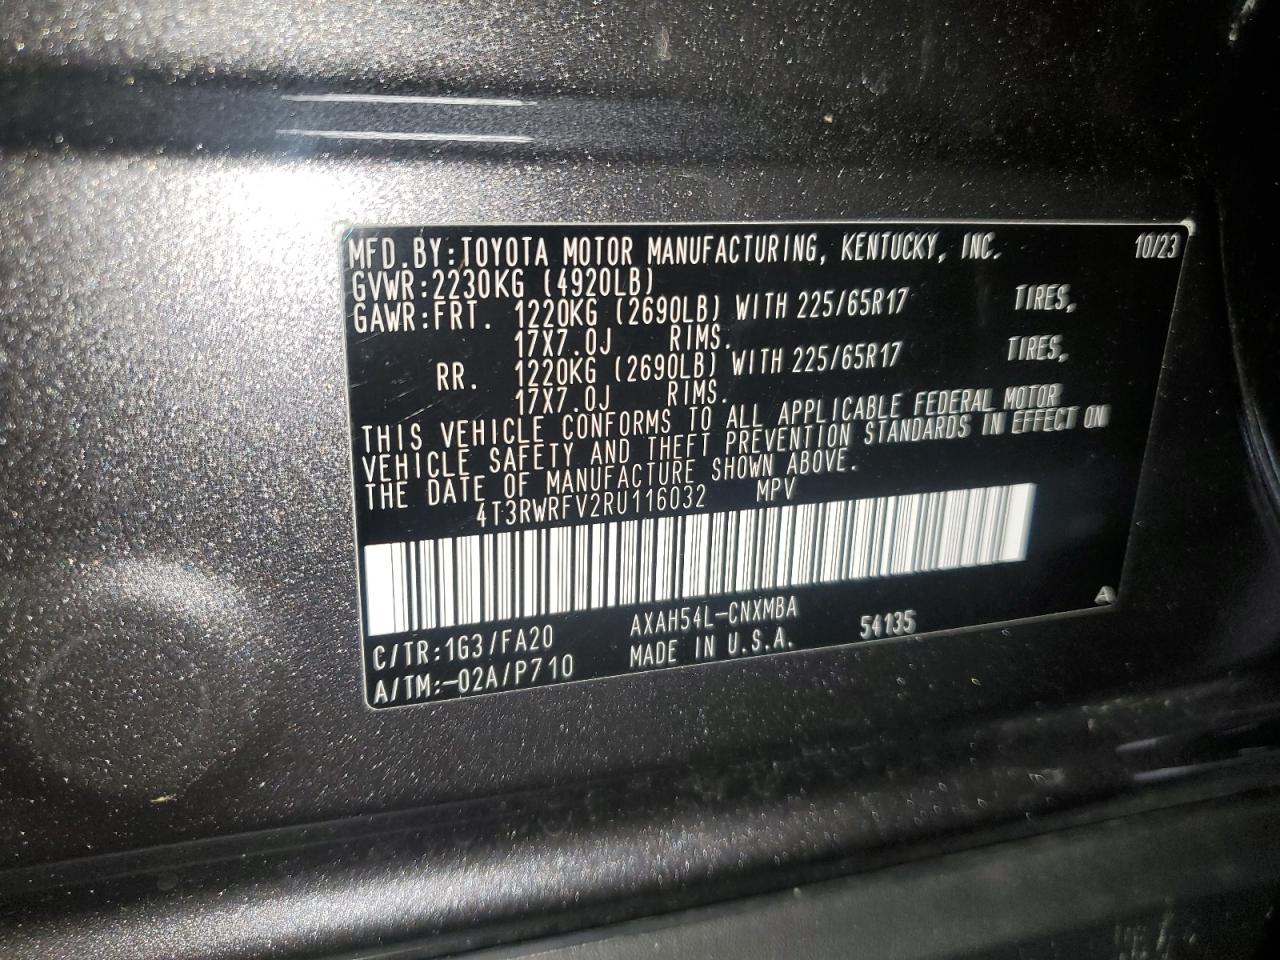 MFD.BY:TOYOTA MOTOR MANUFACTURING, KENTUCKY, INC. 10/23
GVWR:2230KG (4920LB)
GAWR:FRT. 1220KG (2690LB) WITH 225/65R17 TIRES,
17X7.0J RIMS.
RR. 1220KG (2690LB) WITH 225/65R17 TIRES,
17X7.0J RIMS.
THIS VEHICLE CONFORMS TO ALL APPLICABLE FEDERAL MOTOR
VEHICLE SAFETY AND THEFT PREVENTION STANDARDS IN EFFECT ON
THE DATE OF MANUFACTURE SHOWN ABOVE.
4T3RWRFV2RU116032 MPV
C/TR:1G3/FA20 AXAH54L-CNXMBA 54135 A
A/TM:-02A/P710 MADE IN U.S.A.